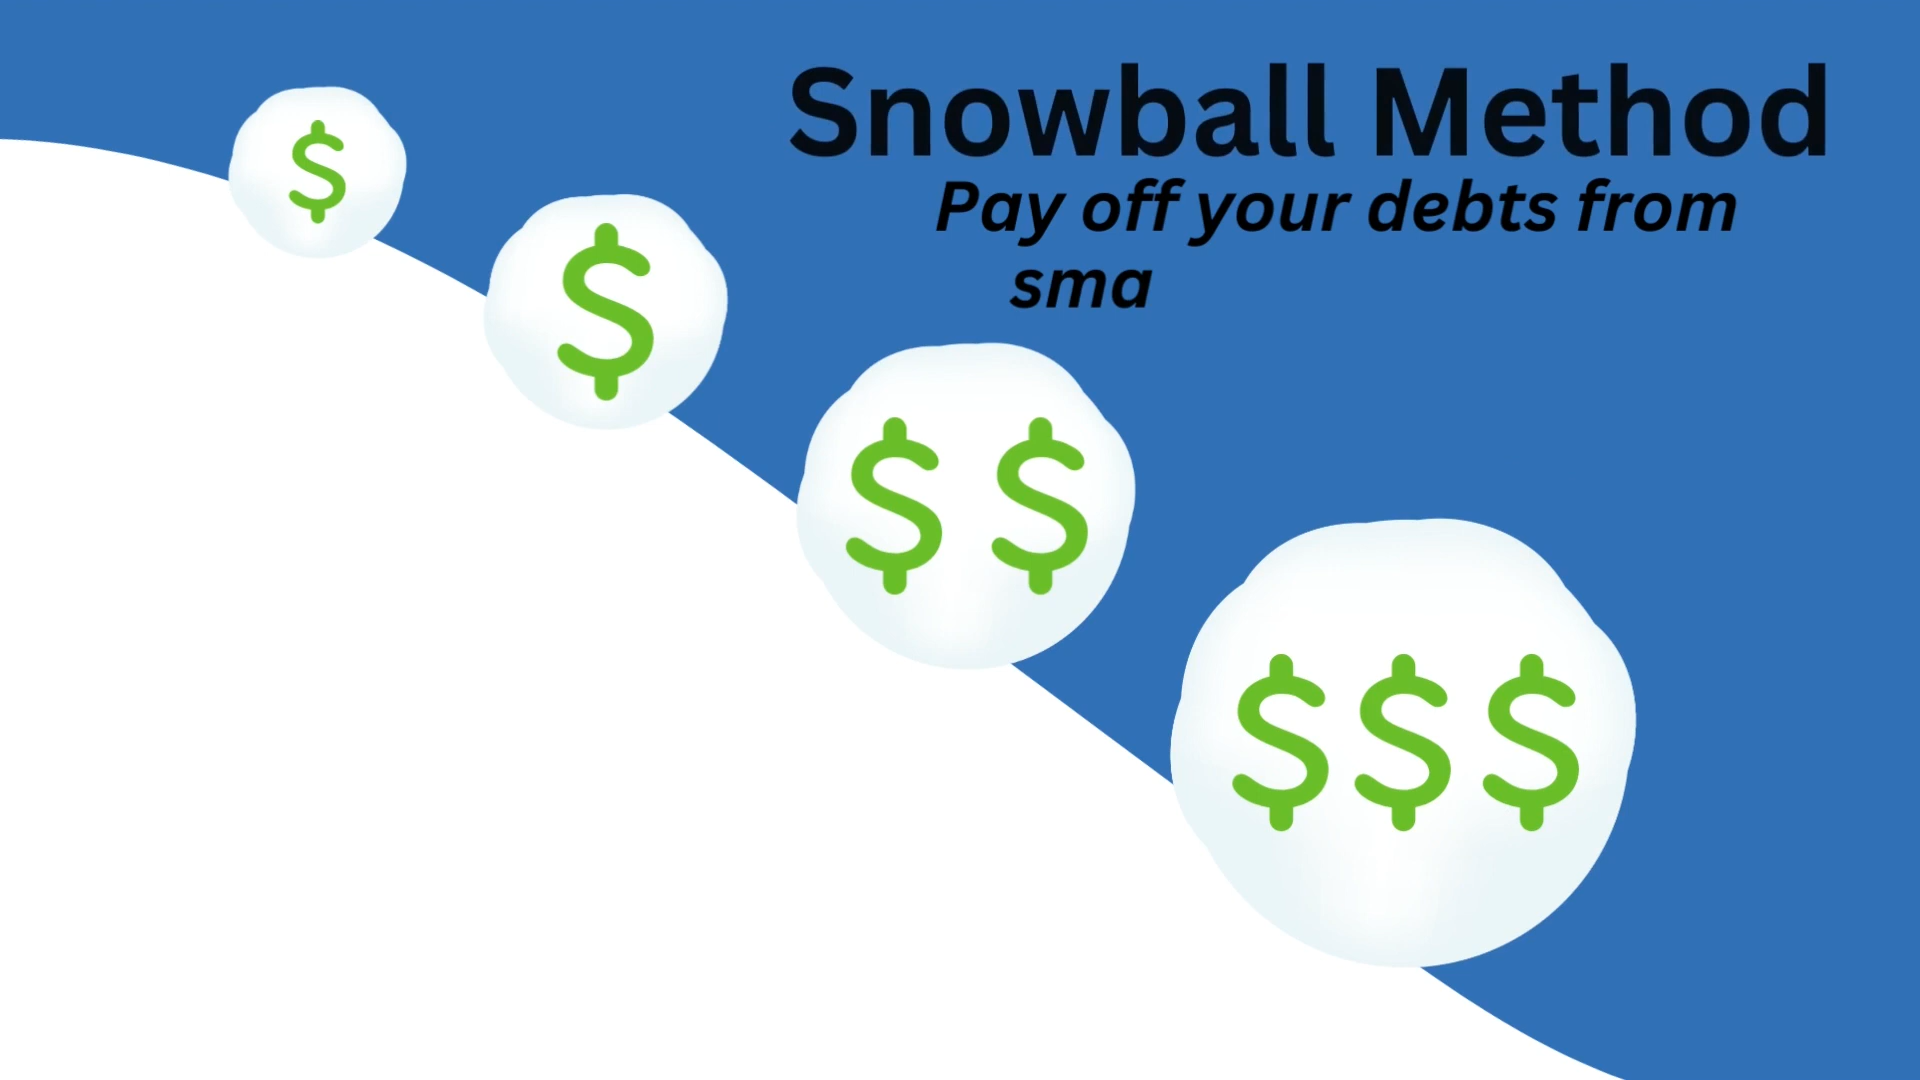 Snowball Method
Pay off your debts from
sma
$
$
$ $
$ $ $